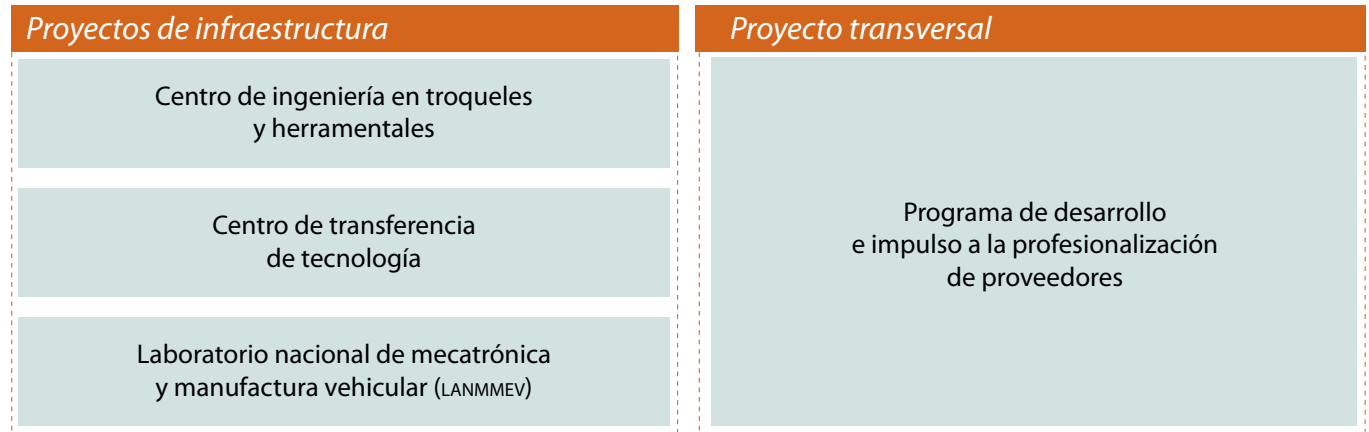 Proyectos de infraestructura
Centro de ingeniería en troqueles
y herramentales
Centro de transferencia
de tecnología
Laboratorio nacional de mecatrónica
y manufactura vehicular (LANMMEV)
Proyecto transversal
Programa de desarrollo
e impulso a la profesionalización
de proveedores